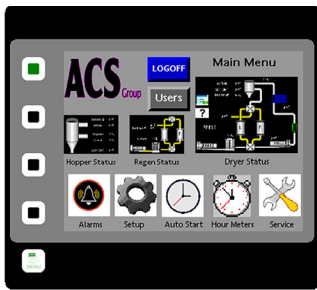 ACS
Group
LOGOFF
Main Menu
Users
?
Hopper Status
Regen Status
Dryer Status
Alarms
Setup
Auto Start
Hour Meters
Service
MENU